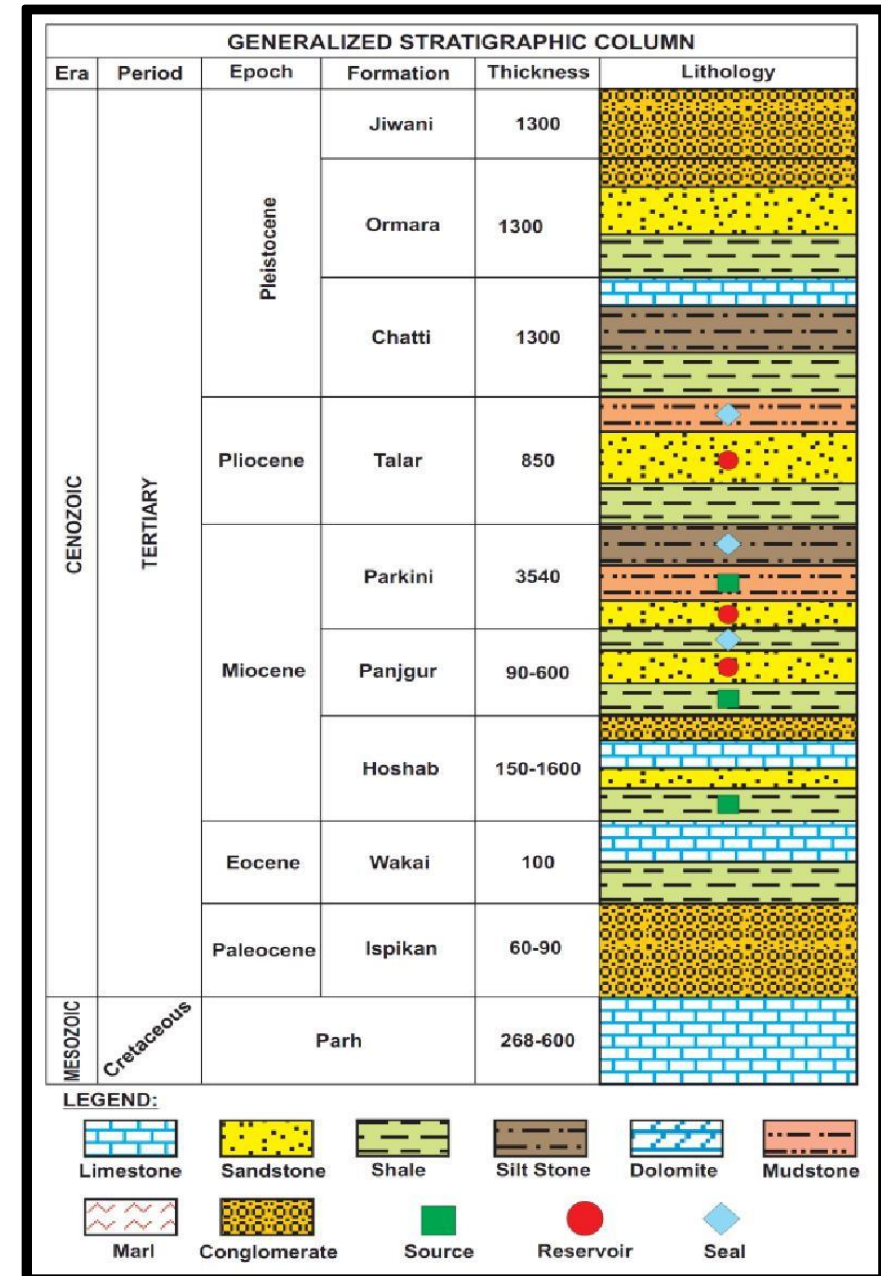 GENERALIZED STRATIGRAPHIC COLUMN
Era Period Epoch Formation Thickness Lithology
CENOZOIC
TERTIARY
Pleistocene
Jiwani 1300
Ormara 1300
Chatti 1300
Pliocene Talar 850
Miocene
Parkini 3540
Panjgur 90-600
Hoshab 150-1600
Eocene Wakai 100
Paleocene Ispikan 60-90
MESOZOIC
Cretaceous
Parh 268-600
LEGEND:
Limestone Sandstone Shale Silt Stone Dolomite Mudstone
Marl Conglomerate Source Reservoir Seal